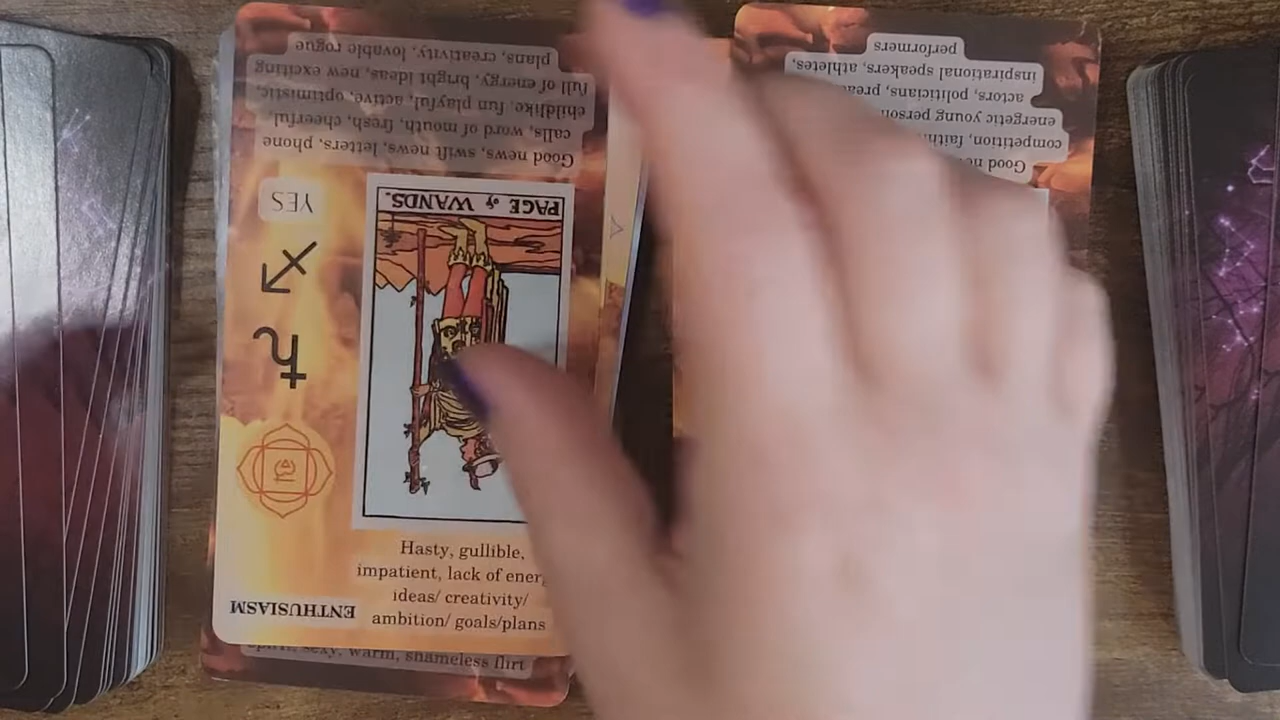 Good news, swift news, letters, phone
calls, word of mouth, fresh, cheerful,
childlike, fun playful, active, optimistic,
full of energy, bright ideas, new exciting
plans, creativity, lovable rogue
YES
PAGE of WANDS.
Hasty, gullible,
impatient, lack of
ideas/ creativity/
ambition/ goals/plans
ENTHUSIASM
spirit, sexy, warm, shameless flirt
Good
competition,
energetic young
actors, politicians,
inspirational speakers, athletes,
performers